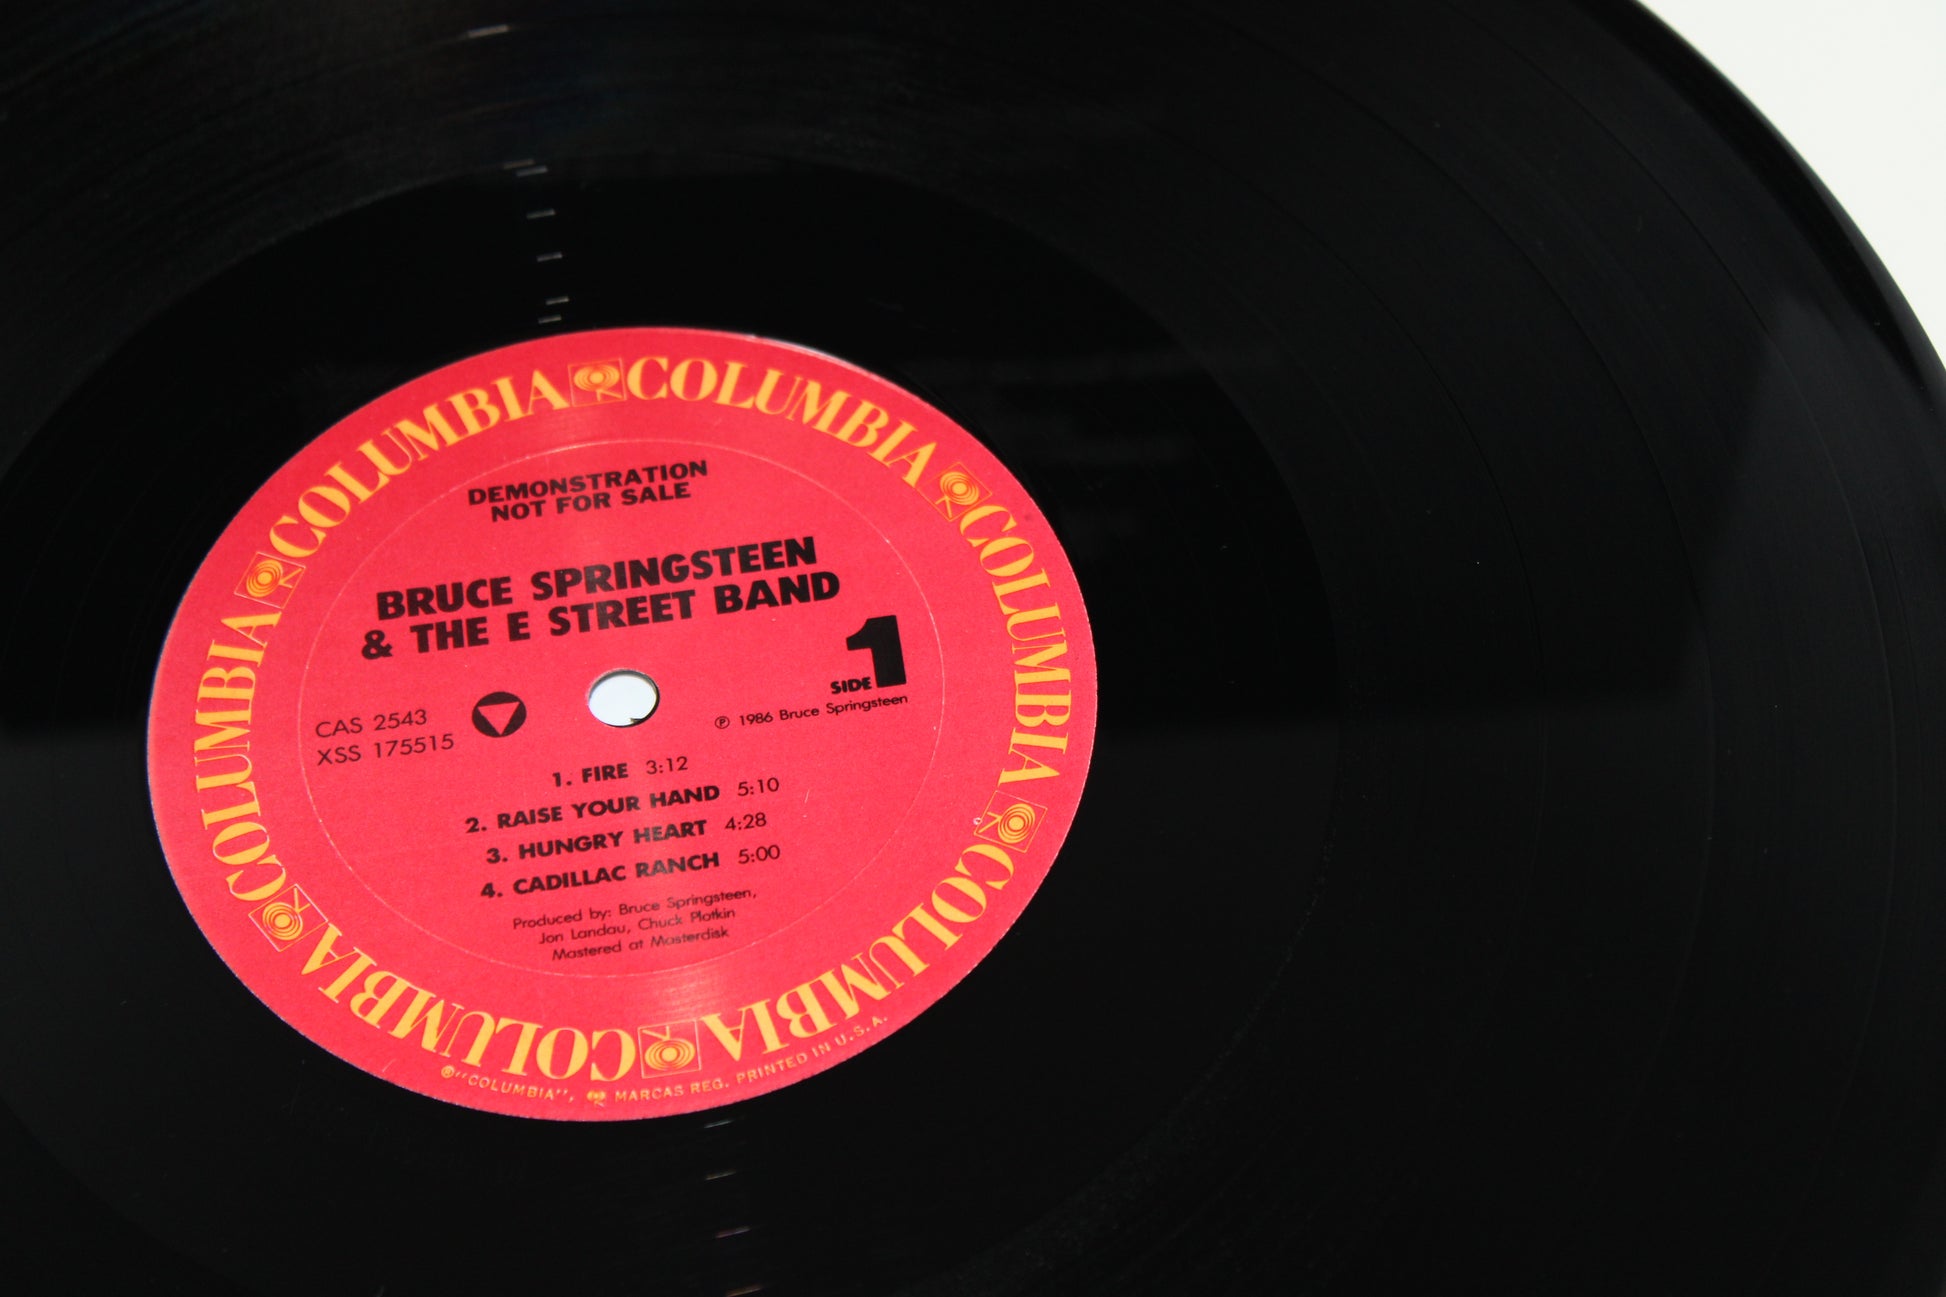 COLUMBIA COLUMBIA COLUMBIA COLUMBIA COLUMBIA COLUMBIA
DEMONSTRATION
NOT FOR SALE
BRUCE SPRINGSTEEN
& THE E STREET BAND
SIDE 1
CAS 2543
XSS 175515
℗ 1986 Bruce Springsteen
1. FIRE 3:12
2. RAISE YOUR HAND 5:10
3. HUNGRY HEART 4:28
4. CADILLAC RANCH 5:00
Produced by: Bruce Springsteen,
Jon Landau, Chuck Plotkin
Mastered at Masterdisk
®"COLUMBIA", MARCAS REG. PRINTED IN U.S.A.